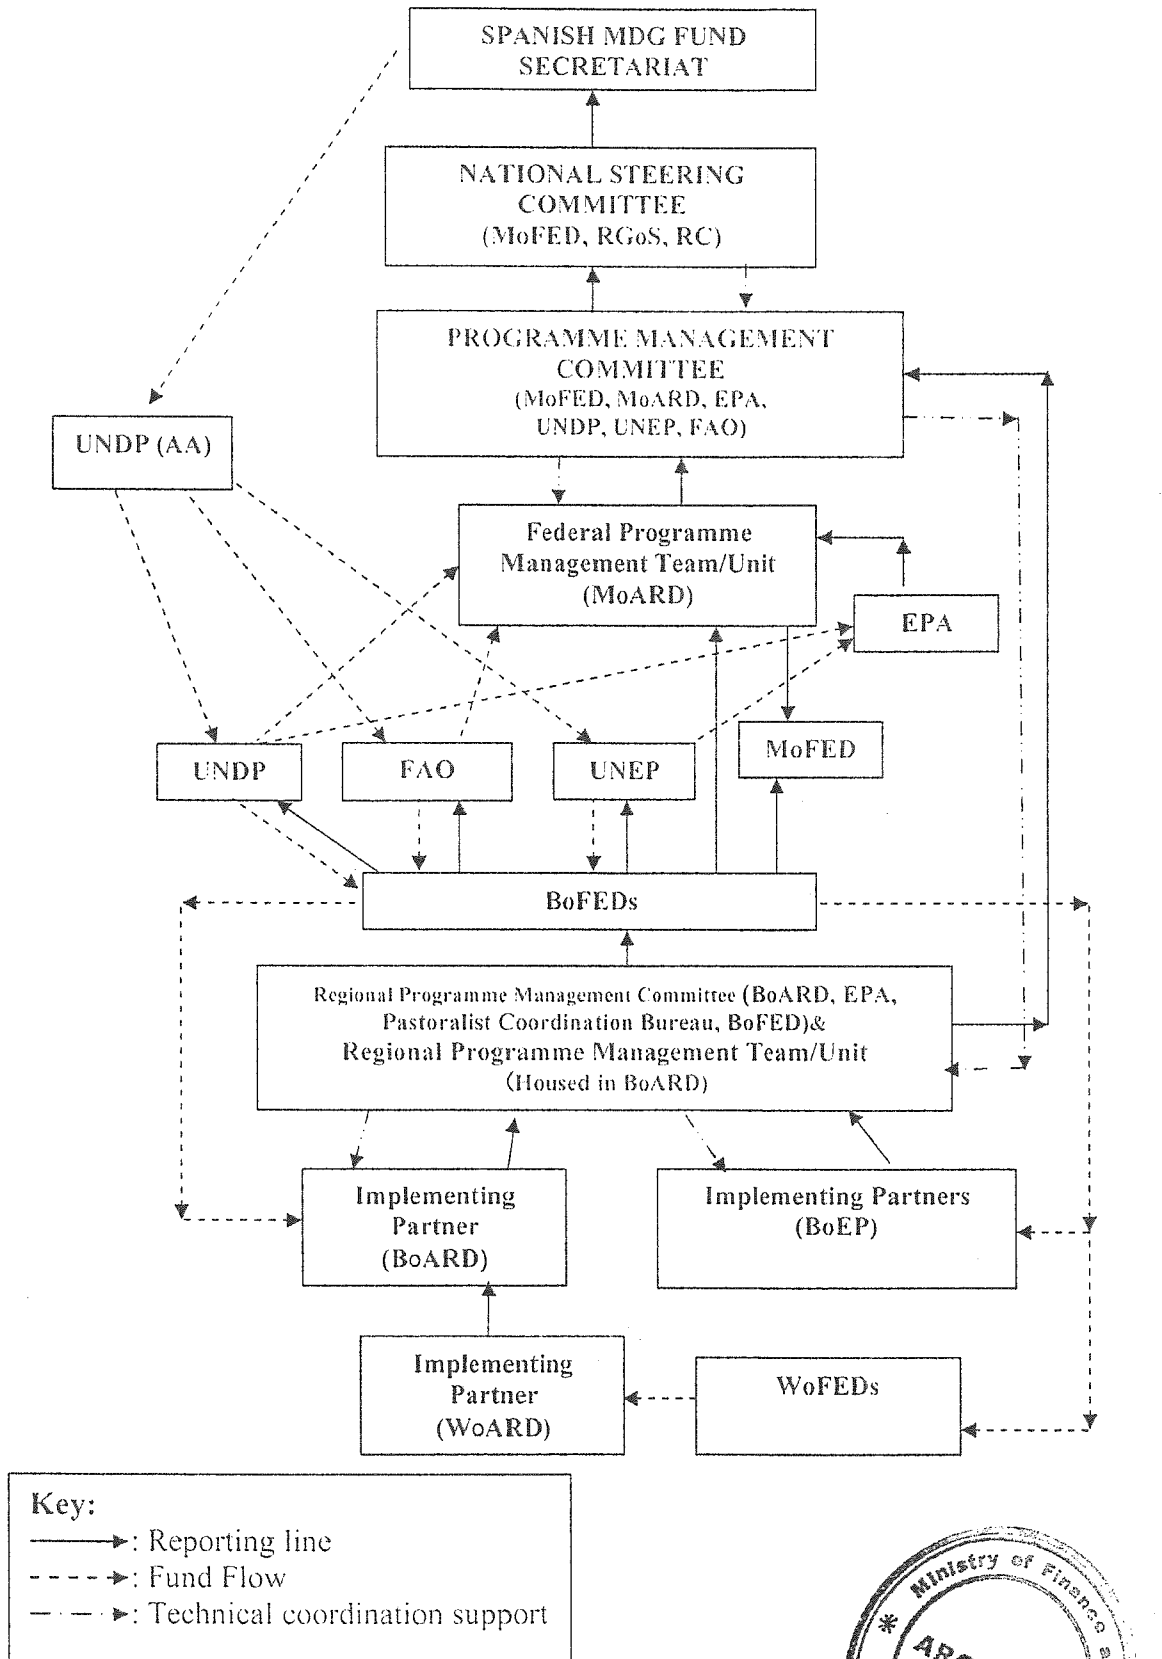 SPANISH MDG FUND
SECRETARIAT
NATIONAL STEERING
COMMITTEE
(MoFED, RGoS, RC)
PROGRAMME MANAGEMENT
COMMITTEE
(MoFED, MoARD, EPA,
UNDP, UNEP, FAO)
UNDP (AA)
Federal Programme
Management Team/Unit
(MoARD)
EPA
MoFED
UNDP
FAO
UNEP
BoFEDs
Regional Programme Management Committee (BoARD, EPA,
Pastoralist Coordination Bureau, BoFED)&
Regional Programme Management Team/Unit
(Housed in BoARD)
Implementing
Partner
(BoARD)
Implementing Partners
(BoEP)
Implementing
Partner
(WoARD)
WoFEDs
Key:
: Reporting line
: Fund Flow
: Technical coordination support
* Ministry of Finance